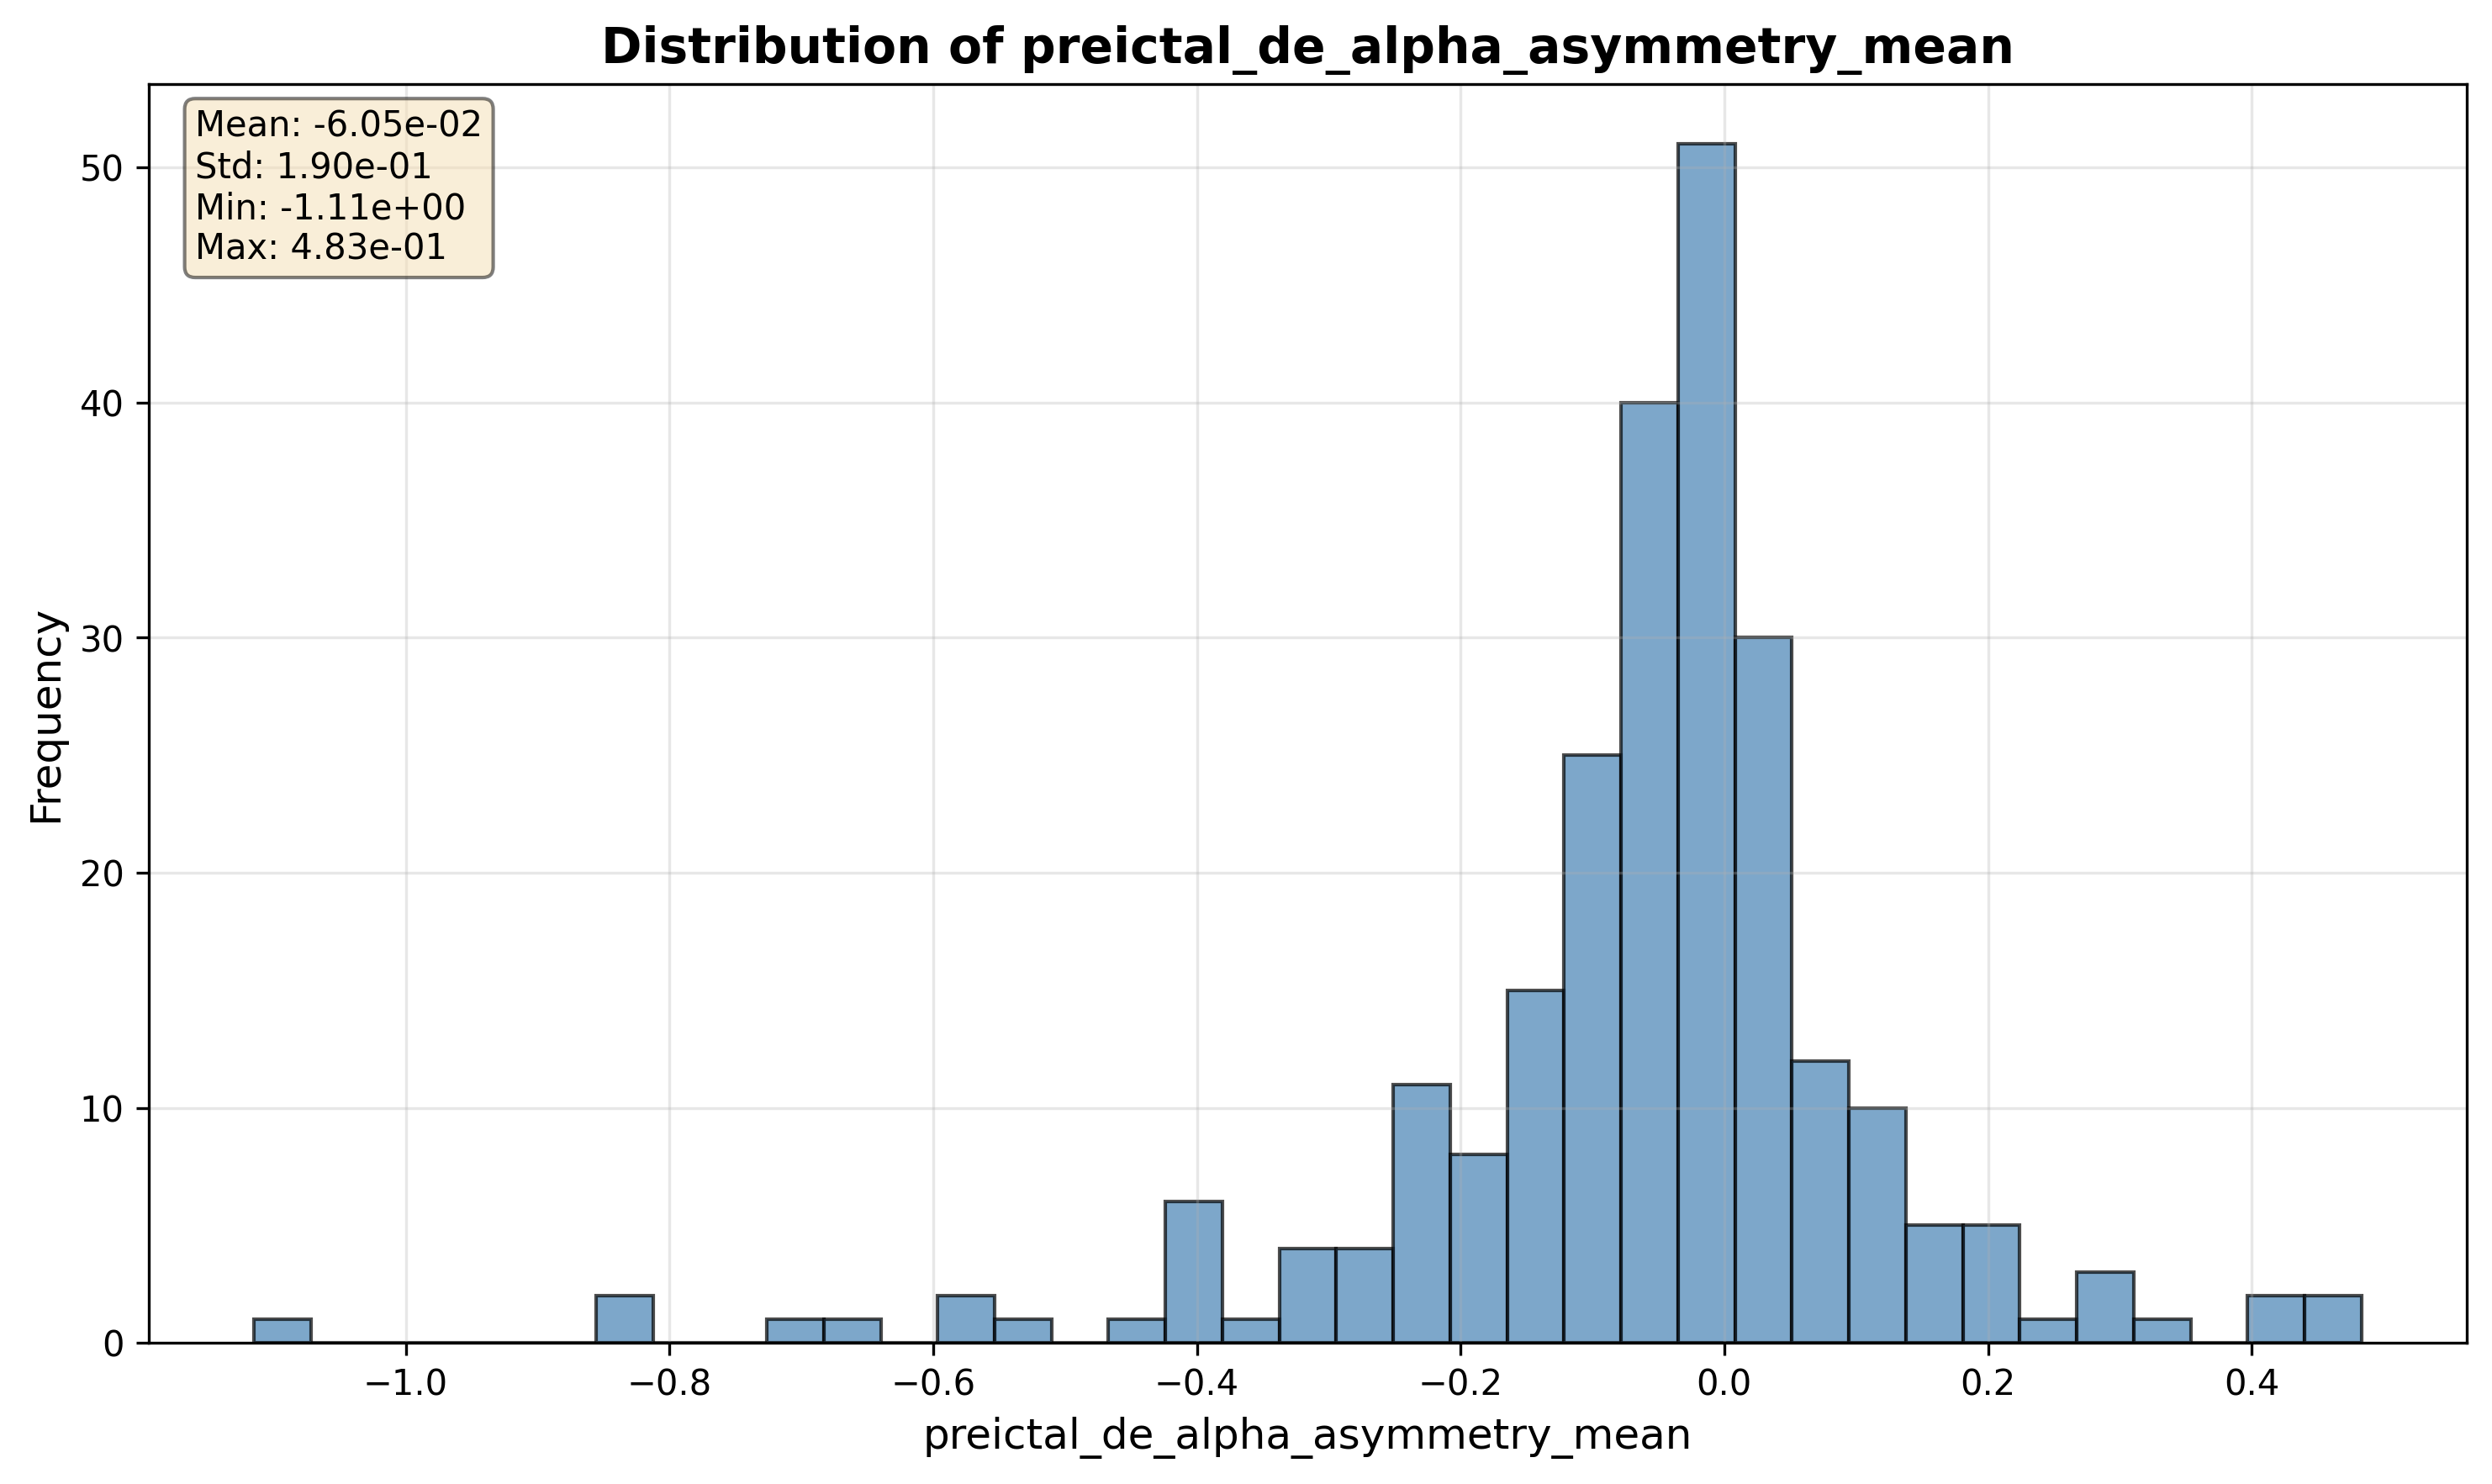 Distribution of preictal_de_alpha_asymmetry_mean
Mean: -6.05e-02
Std: 1.90e-01
Min: -1.11e+00
Max: 4.83e-01
Frequency
50
40
30
20
10
0
−1.0 −0.8 −0.6 −0.4 −0.2 0.0 0.2 0.4
preictal_de_alpha_asymmetry_mean